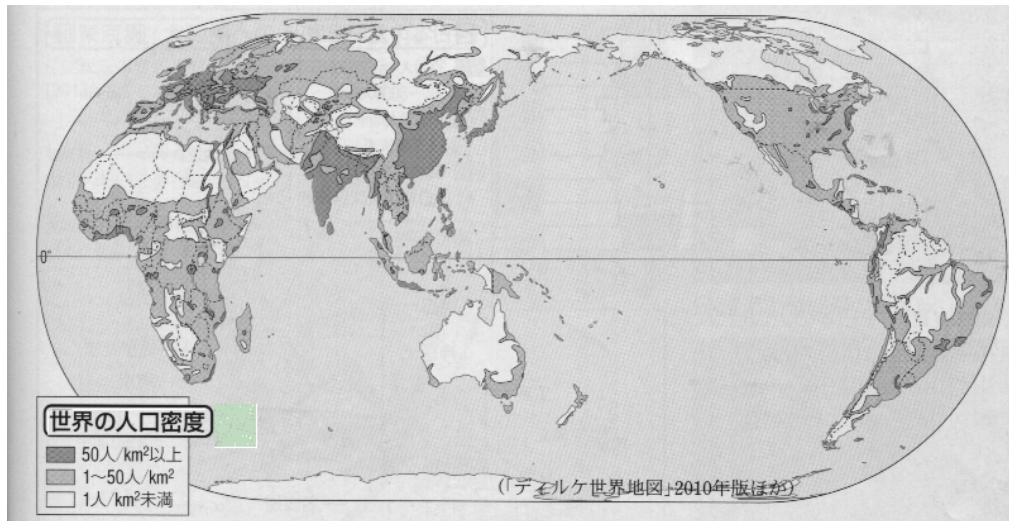 0°
世界の人口密度
50人/km²以上
1〜50人/km²
1人/km²未満
(「ディルケ世界地図」2010年版ほか)